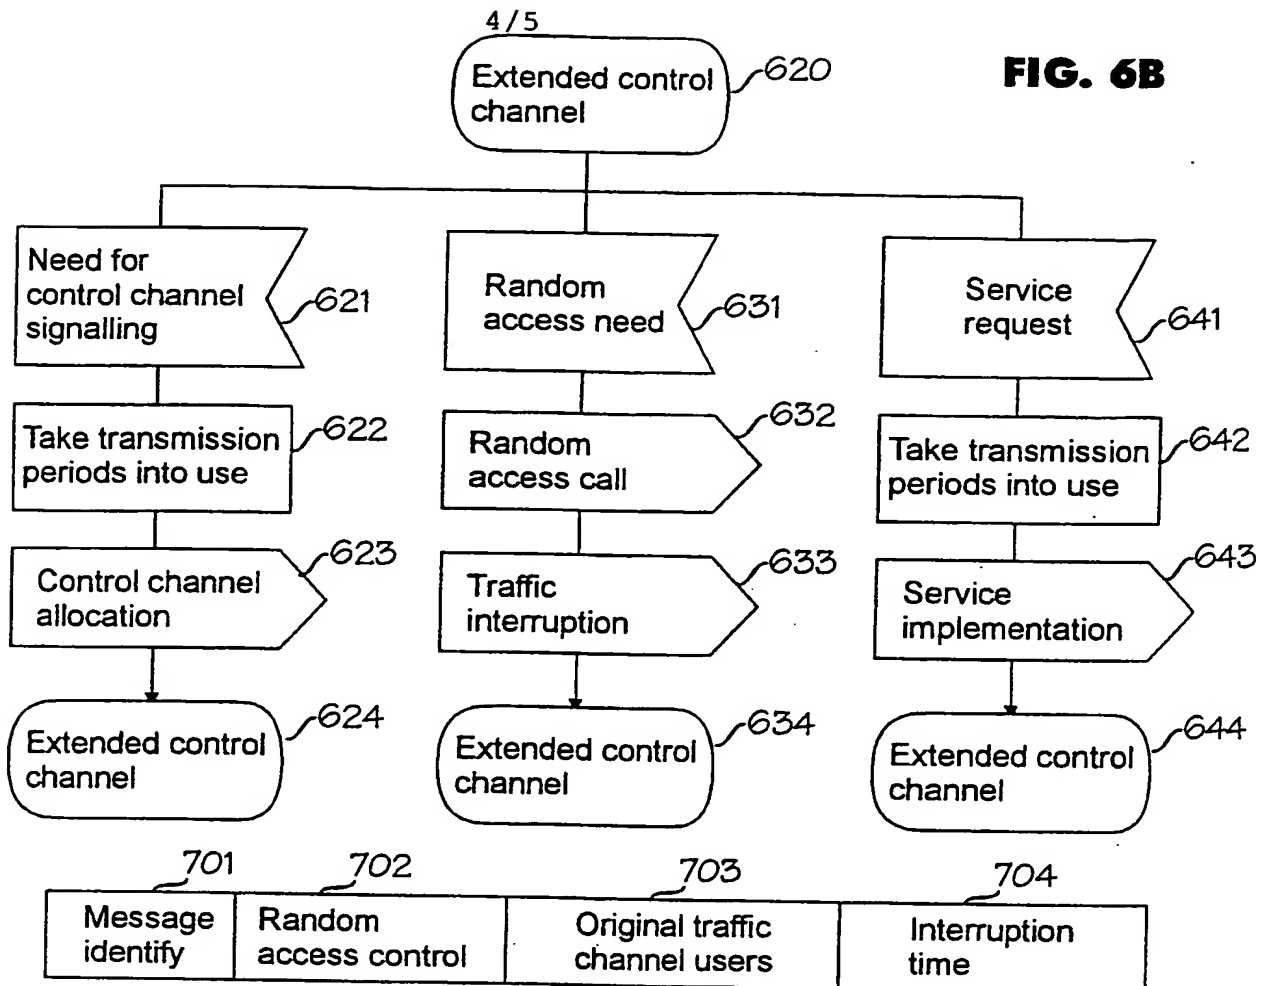 4/5
FIG. 6B
Extended control
channel
620
Need for
control channel
signalling
621
Take transmission
periods into use
622
Control channel
allocation
623
Extended control
channel
624
Random
access need
631
Random
access call
632
Traffic
interruption
633
Extended control
channel
634
Service
request
641
Take transmission
periods into use
642
Service
implementation
643
Extended control
channel
644
701
Message
identify
702
Random
access control
703
Original traffic
channel users
704
Interruption
time